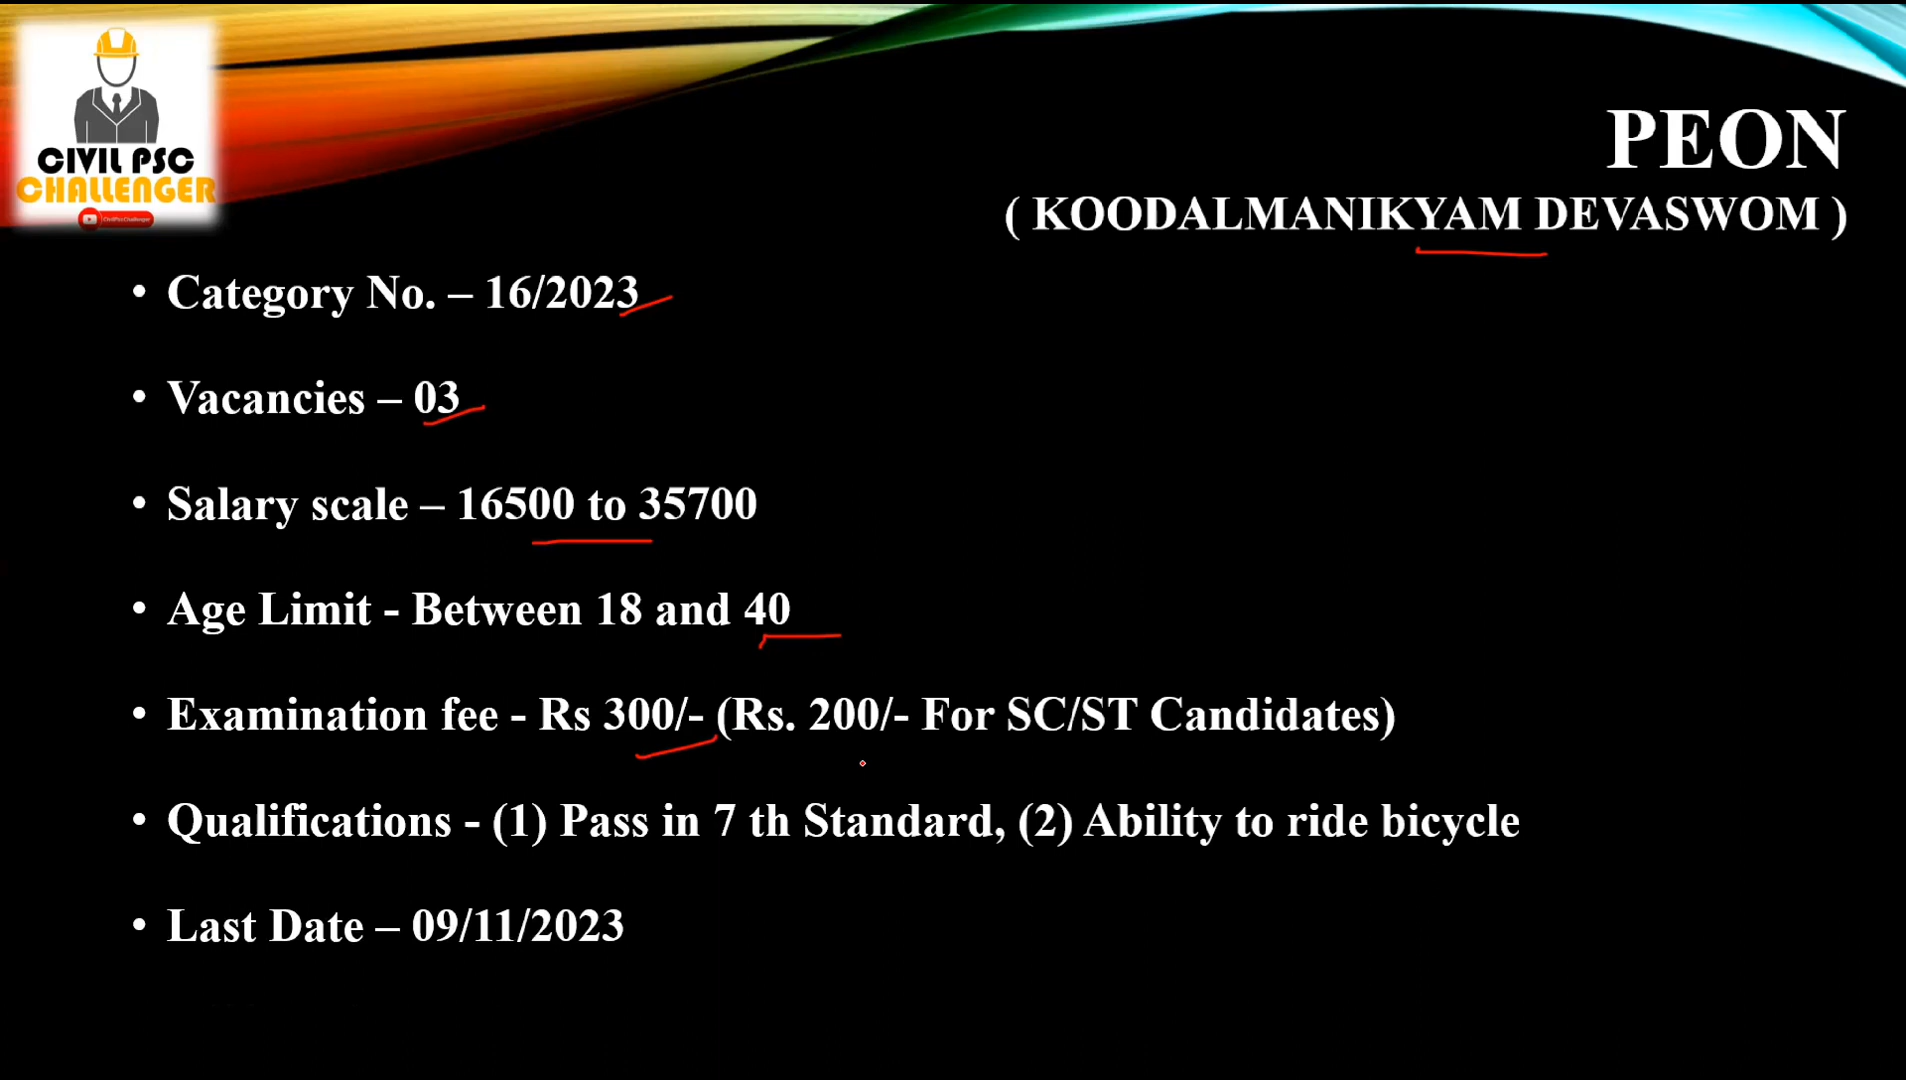 CIVIL PSC
CHALLENGER
CivilPscChallenger
PEON
( KOODALMANIKYAM DEVASWOM )
• Category No. – 16/2023
• Vacancies – 03
• Salary scale – 16500 to 35700
• Age Limit - Between 18 and 40
• Examination fee - Rs 300/- (Rs. 200/- For SC/ST Candidates)
• Qualifications - (1) Pass in 7 th Standard, (2) Ability to ride bicycle
• Last Date – 09/11/2023